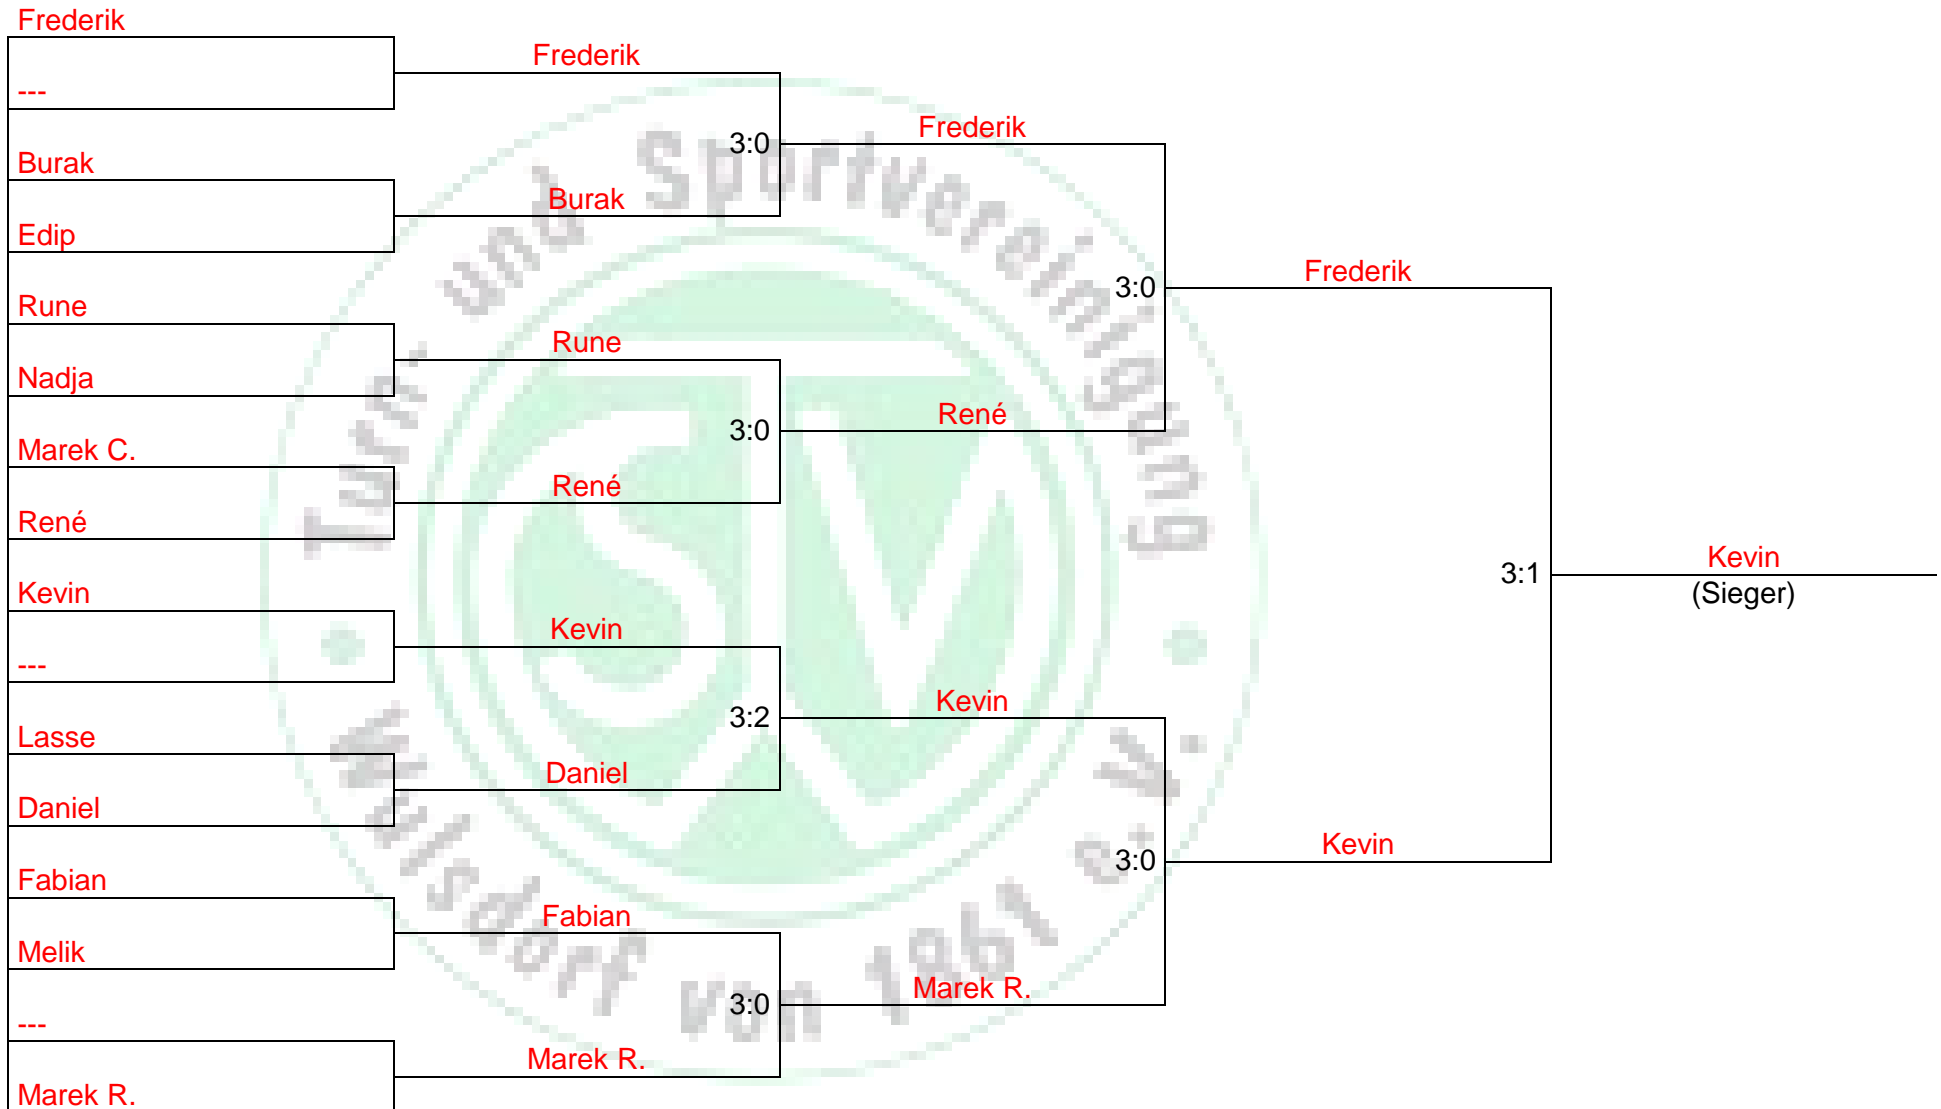 Frederik
---
Burak
Edip
Rune
Nadja
Marek C.
René
Kevin
---
Lasse
Daniel
Fabian
Melik
---
Marek R.
Frederik
3:0
Burak
Rune
3:0
René
Kevin
3:2
Daniel
Fabian
3:0
Marek R.
Frederik
3:0
René
Kevin
3:0
Marek R.
Frederik
3:1
Kevin
Kevin
(Sieger)
Turn- und Sportvereinigung
Wulsdorf von 1861 e.V.
TSV